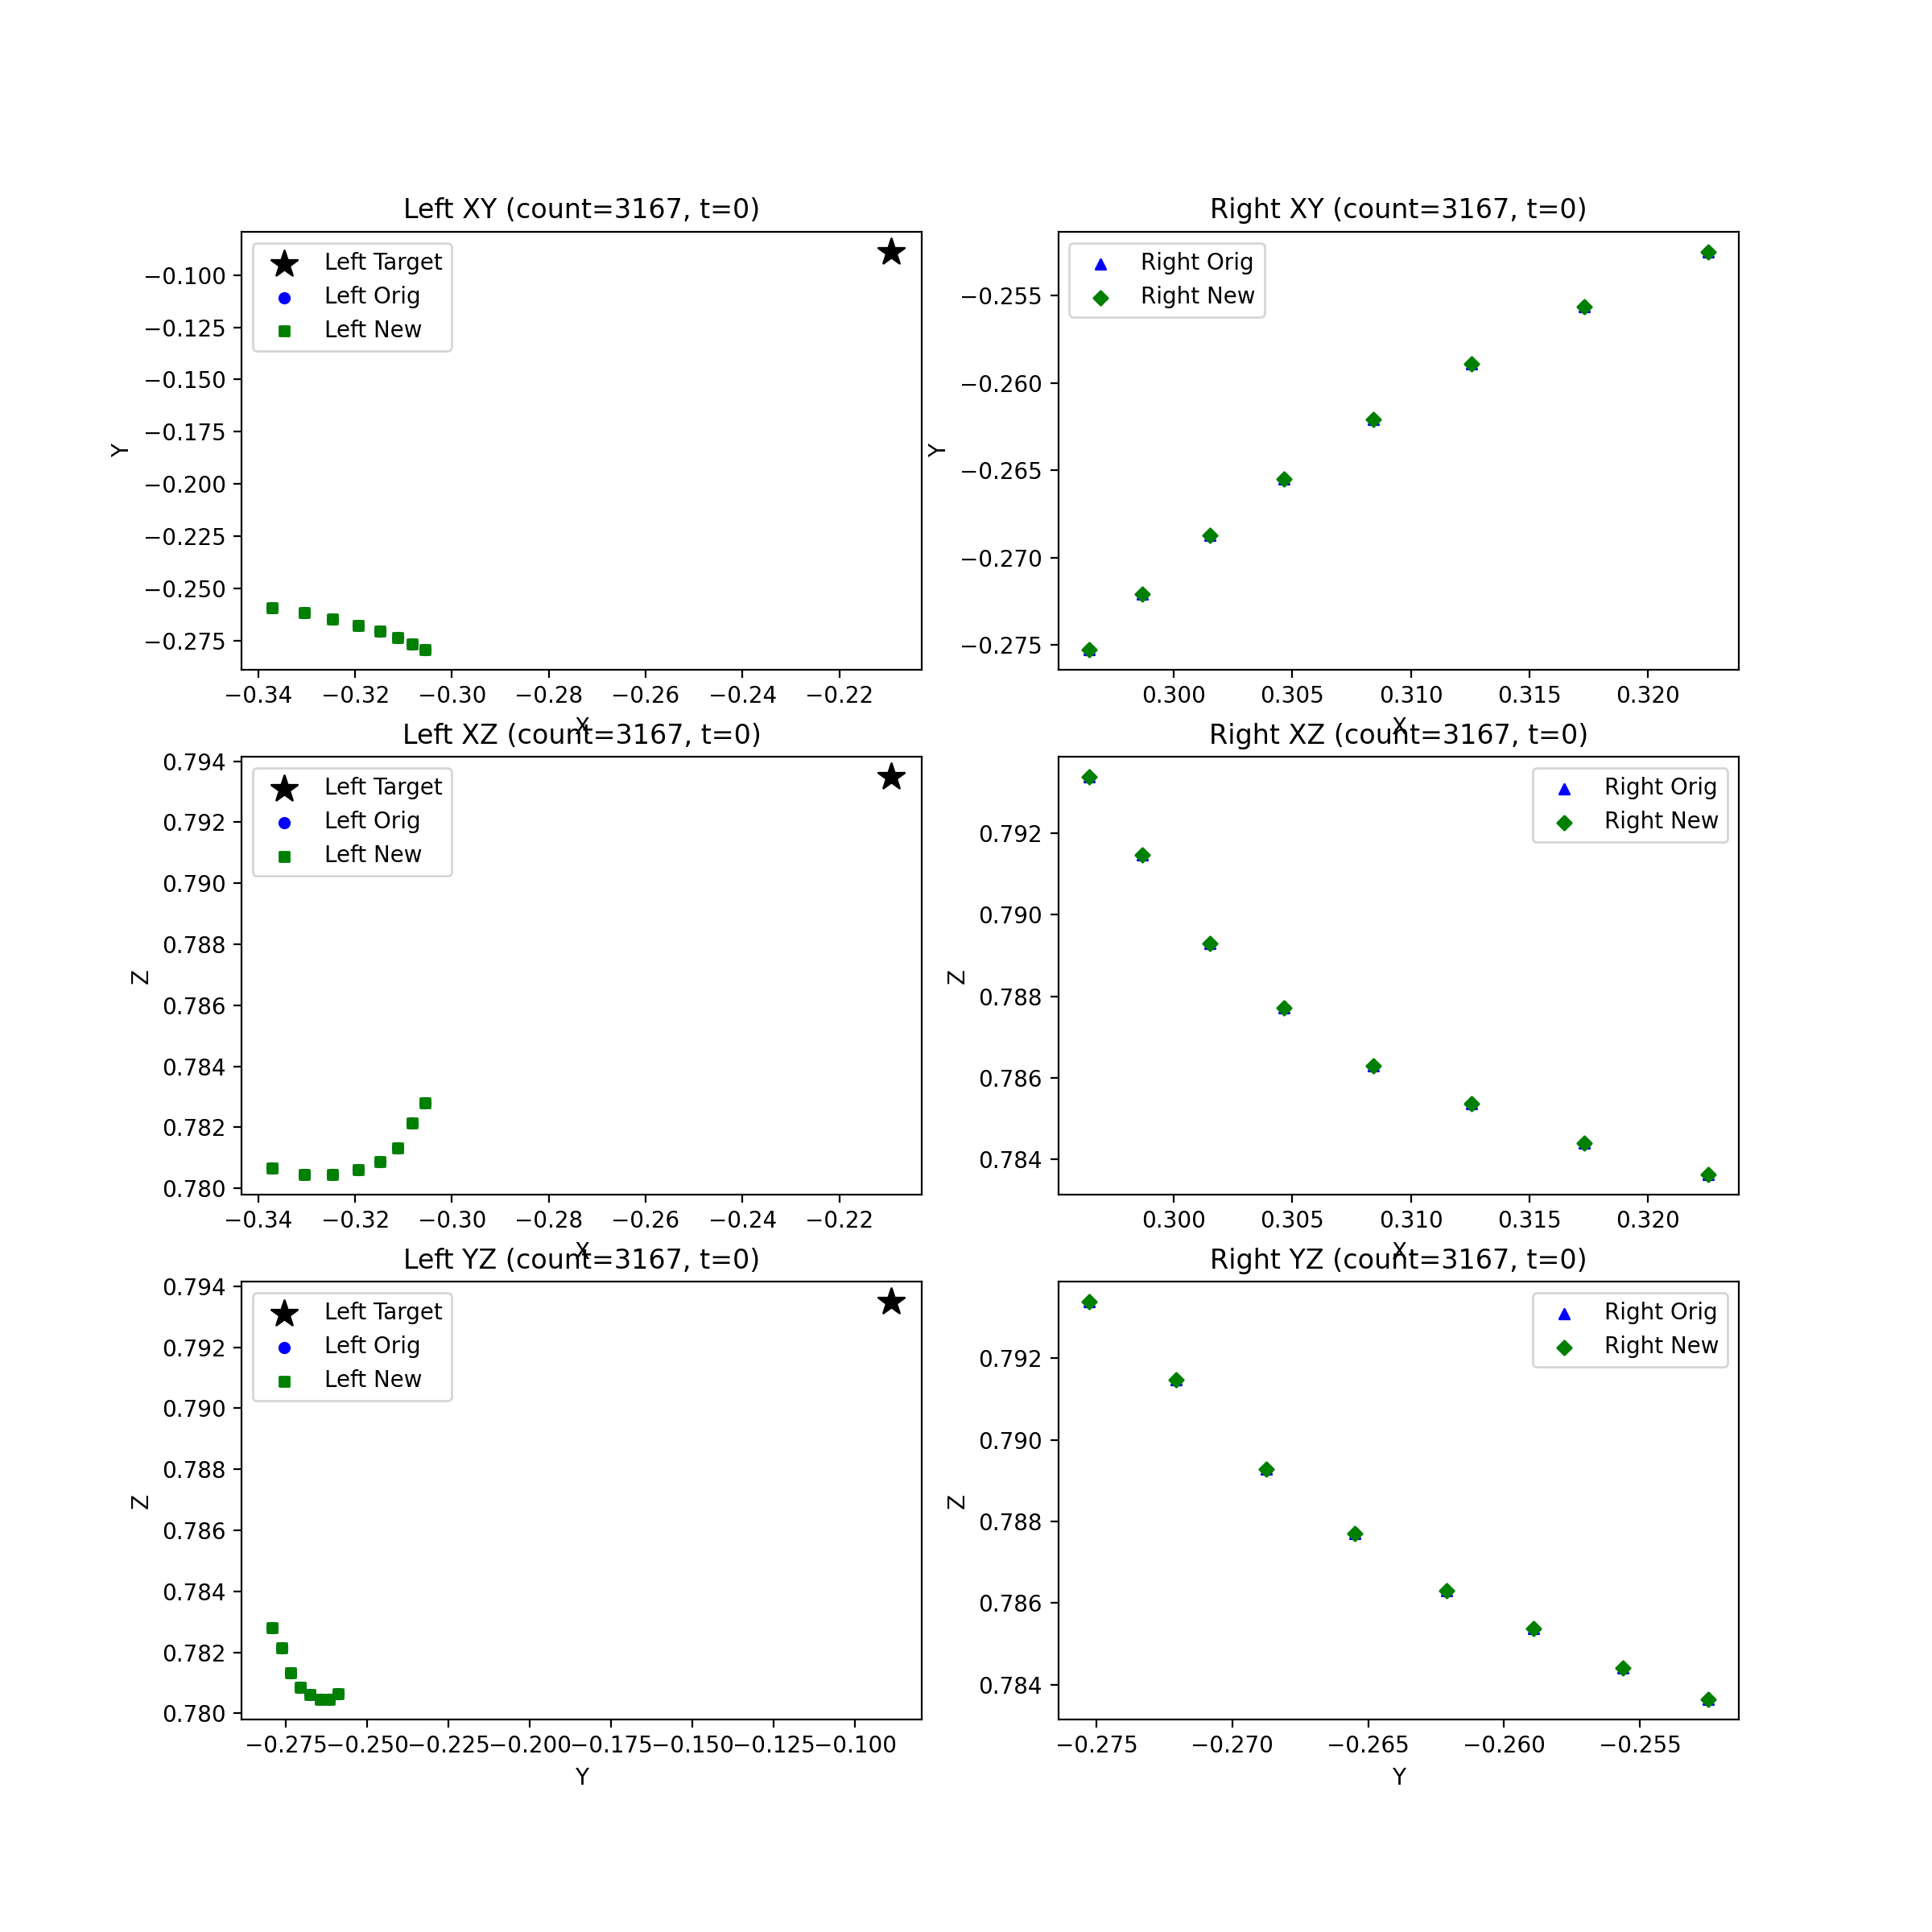 Left XY (count=3167, t=0)
Left Target
Left Orig
Left New
−0.100
−0.125
−0.150
−0.175
−0.200
−0.225
−0.250
−0.275
Y
−0.34 −0.32 −0.30 −0.28 −0.26 −0.24 −0.22
X
Right XY (count=3167, t=0)
Right Orig
Right New
−0.255
−0.260
−0.265
−0.270
−0.275
Y
0.300 0.305 0.310 0.315 0.320
X
Left XZ (count=3167, t=0)
Left Target
Left Orig
Left New
0.794
0.792
0.790
0.788
0.786
0.784
0.782
0.780
Z
−0.34 −0.32 −0.30 −0.28 −0.26 −0.24 −0.22
X
Right XZ (count=3167, t=0)
Right Orig
Right New
0.792
0.790
0.788
0.786
0.784
Z
0.300 0.305 0.310 0.315 0.320
X
Left YZ (count=3167, t=0)
Left Target
Left Orig
Left New
0.794
0.792
0.790
0.788
0.786
0.784
0.782
0.780
Z
−0.275 −0.250 −0.225 −0.200 −0.175 −0.150 −0.125 −0.100
Y
Right YZ (count=3167, t=0)
Right Orig
Right New
0.792
0.790
0.788
0.786
0.784
Z
−0.275 −0.270 −0.265 −0.260 −0.255
Y